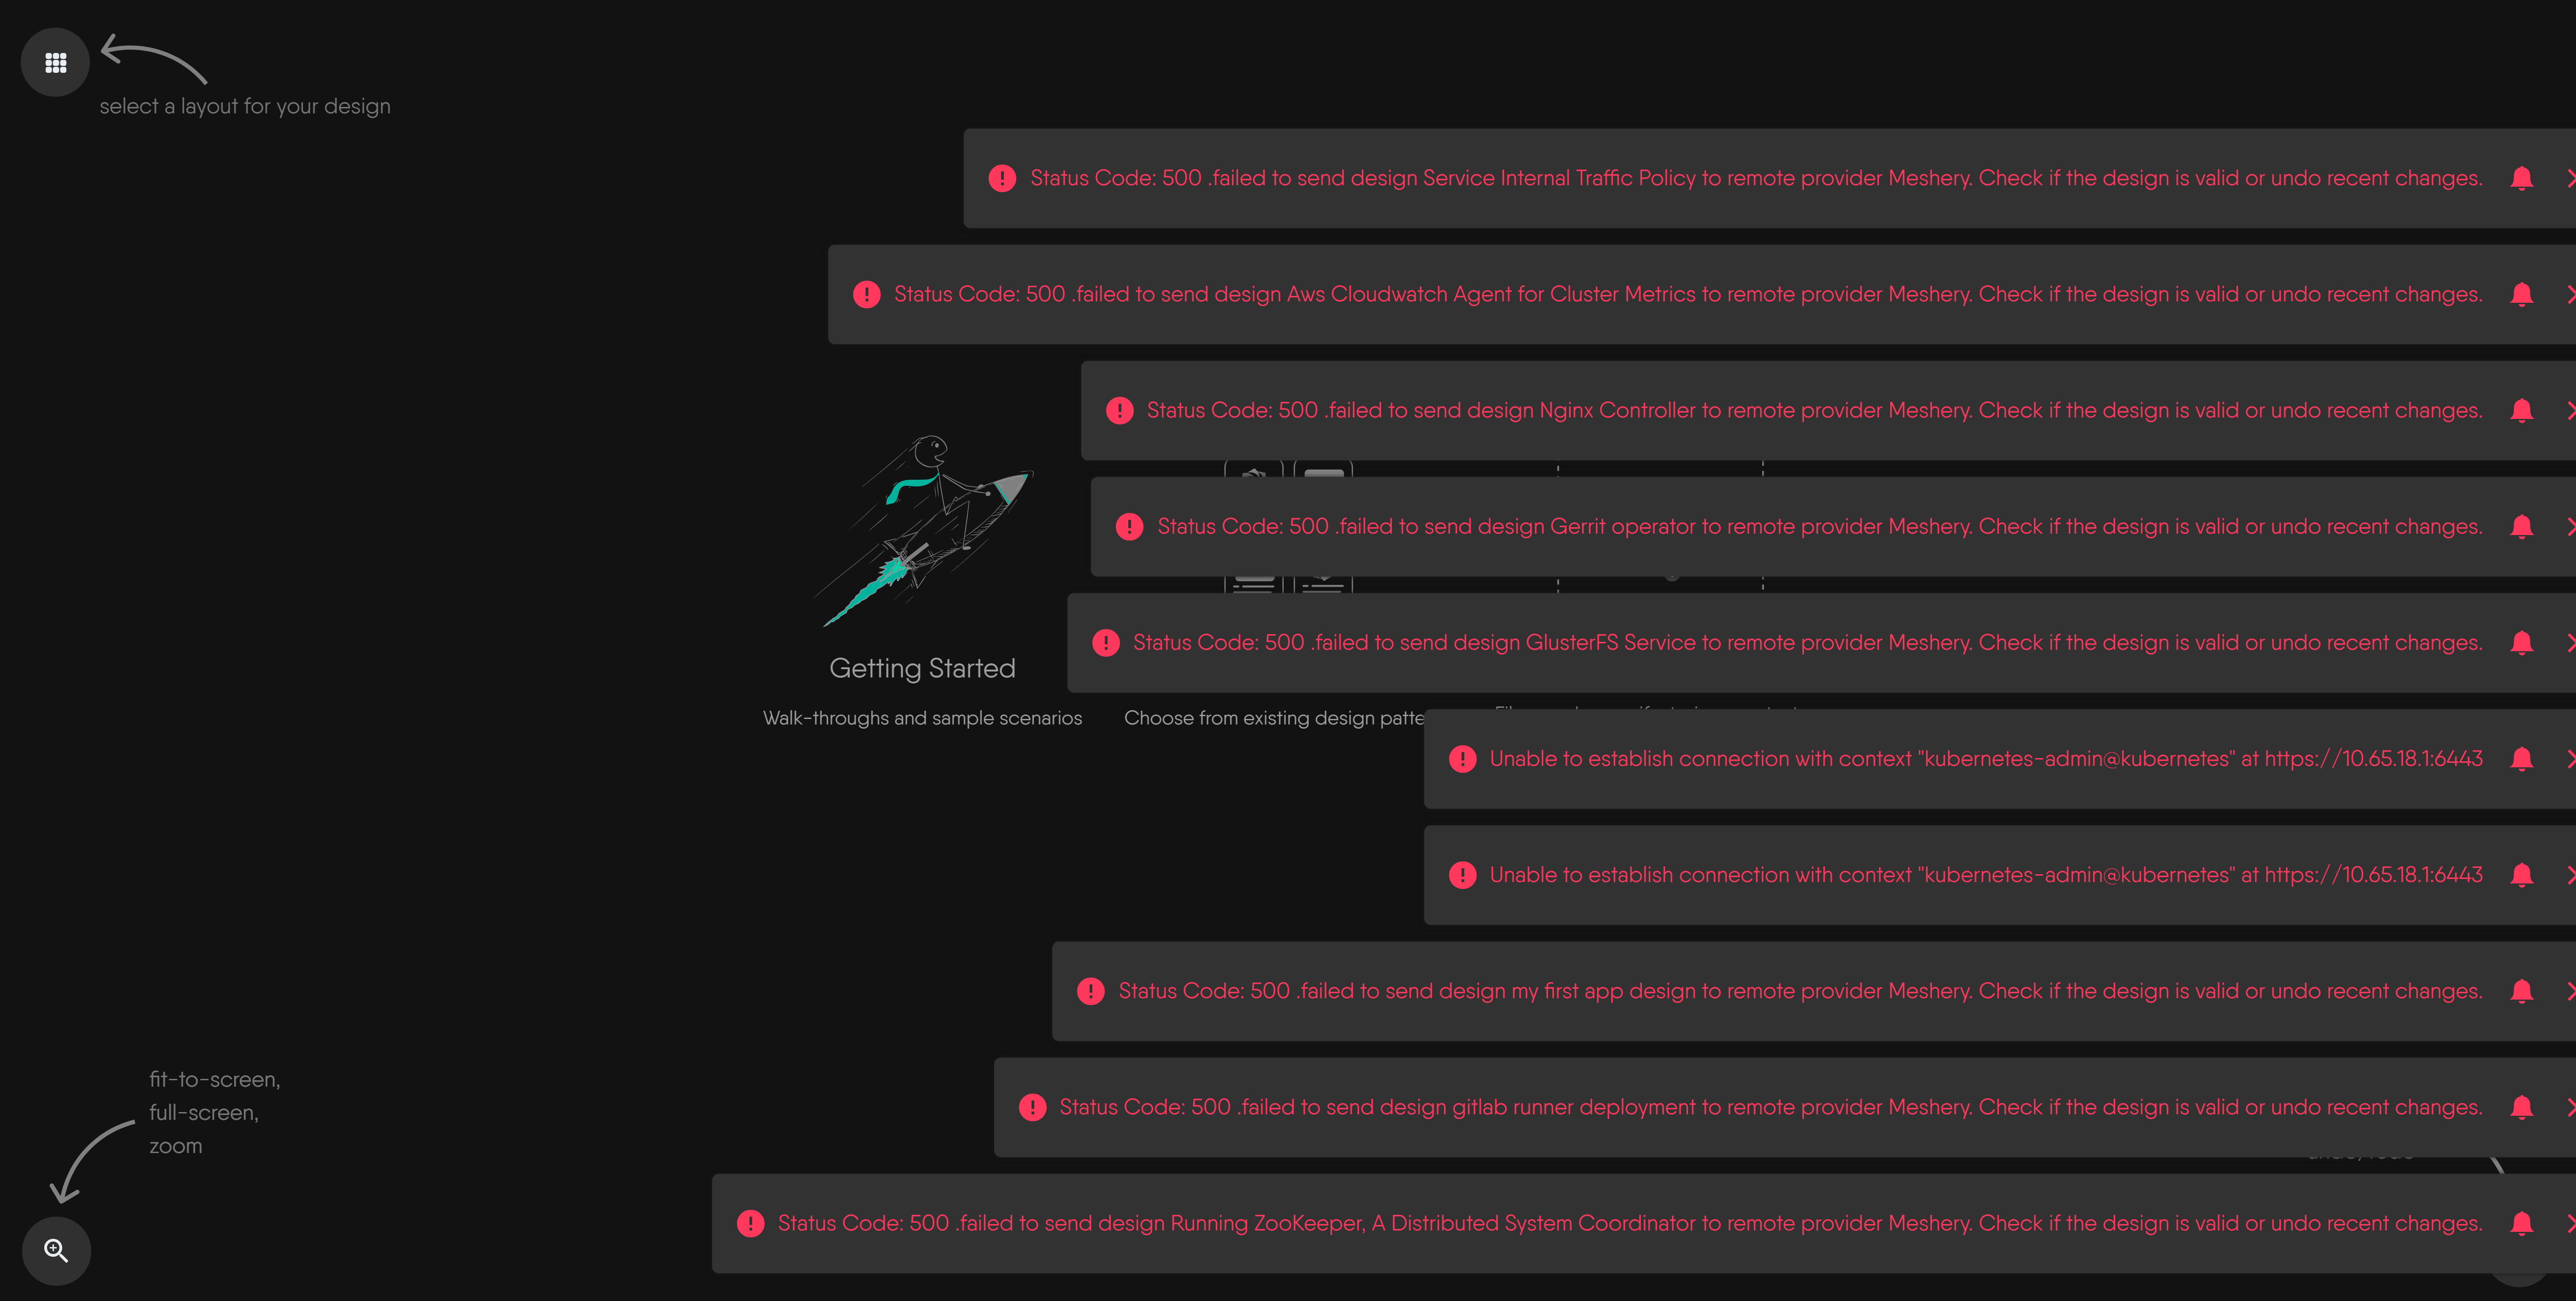 select a layout for your design
Status Code: 500 .failed to send design Service Internal Traffic Policy to remote provider Meshery. Check if the design is valid or undo recent changes.
Status Code: 500 .failed to send design Aws Cloudwatch Agent for Cluster Metrics to remote provider Meshery. Check if the design is valid or undo recent changes.
Status Code: 500 .failed to send design Nginx Controller to remote provider Meshery. Check if the design is valid or undo recent changes.
Status Code: 500 .failed to send design Gerrit operator to remote provider Meshery. Check if the design is valid or undo recent changes.
Status Code: 500 .failed to send design GlusterFS Service to remote provider Meshery. Check if the design is valid or undo recent changes.
Getting Started
Walk-throughs and sample scenarios
Choose from existing design patte
Unable to establish connection with context "kubernetes-admin@kubernetes" at https://10.65.18.1:6443
Unable to establish connection with context "kubernetes-admin@kubernetes" at https://10.65.18.1:6443
Status Code: 500 .failed to send design my first app design to remote provider Meshery. Check if the design is valid or undo recent changes.
fit-to-screen,
full-screen,
zoom
Status Code: 500 .failed to send design gitlab runner deployment to remote provider Meshery. Check if the design is valid or undo recent changes.
Status Code: 500 .failed to send design Running ZooKeeper, A Distributed System Coordinator to remote provider Meshery. Check if the design is valid or undo recent changes.